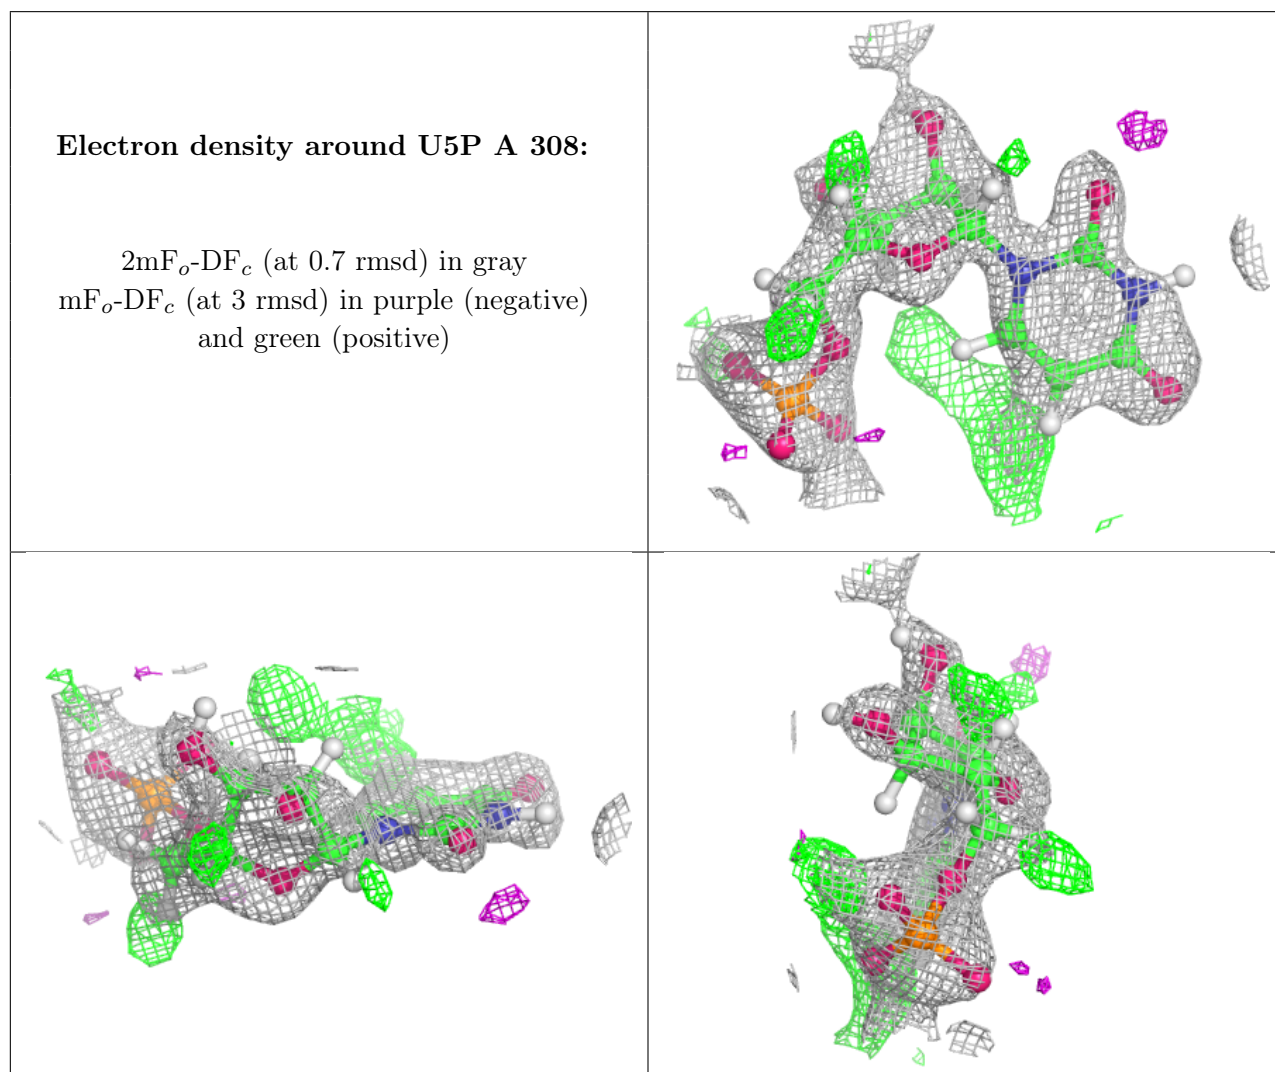 Electron density around U5P A 308:
2mFₒ-DF𝒸 (at 0.7 rmsd) in gray
mFₒ-DF𝒸 (at 3 rmsd) in purple (negative)
and green (positive)